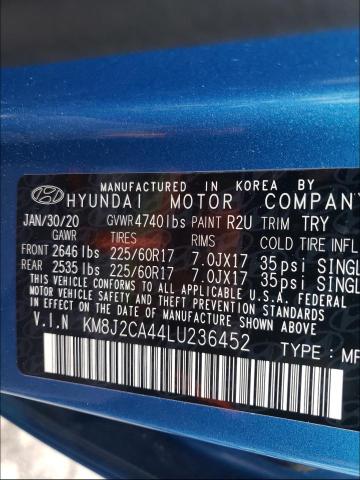 MANUFACTURED IN KOREA BY
HYUNDAI MOTOR COMPANY
JAN/30/20 GVWR 4740lbs PAINT R2U TRIM TRY
GAWR TIRES RIMS COLD TIRE INFL
FRONT 2646 lbs 225/60R17 7.0JX17 35psi SINGL
REAR 2535 lbs 225/60R17 7.0JX17 35psi SINGL
THIS VEHICLE CONFORMS TO ALL APPLICABLE U.S.A. FEDERAL
MOTOR VEHICLE SAFETY, BUMPER, AND THEFT PREVENTION
STANDARDS IN EFFECT ON THE DATE OF MANUFACTURE SHOWN
V.I.N KM8J2CA44LU236452 TYPE : MP